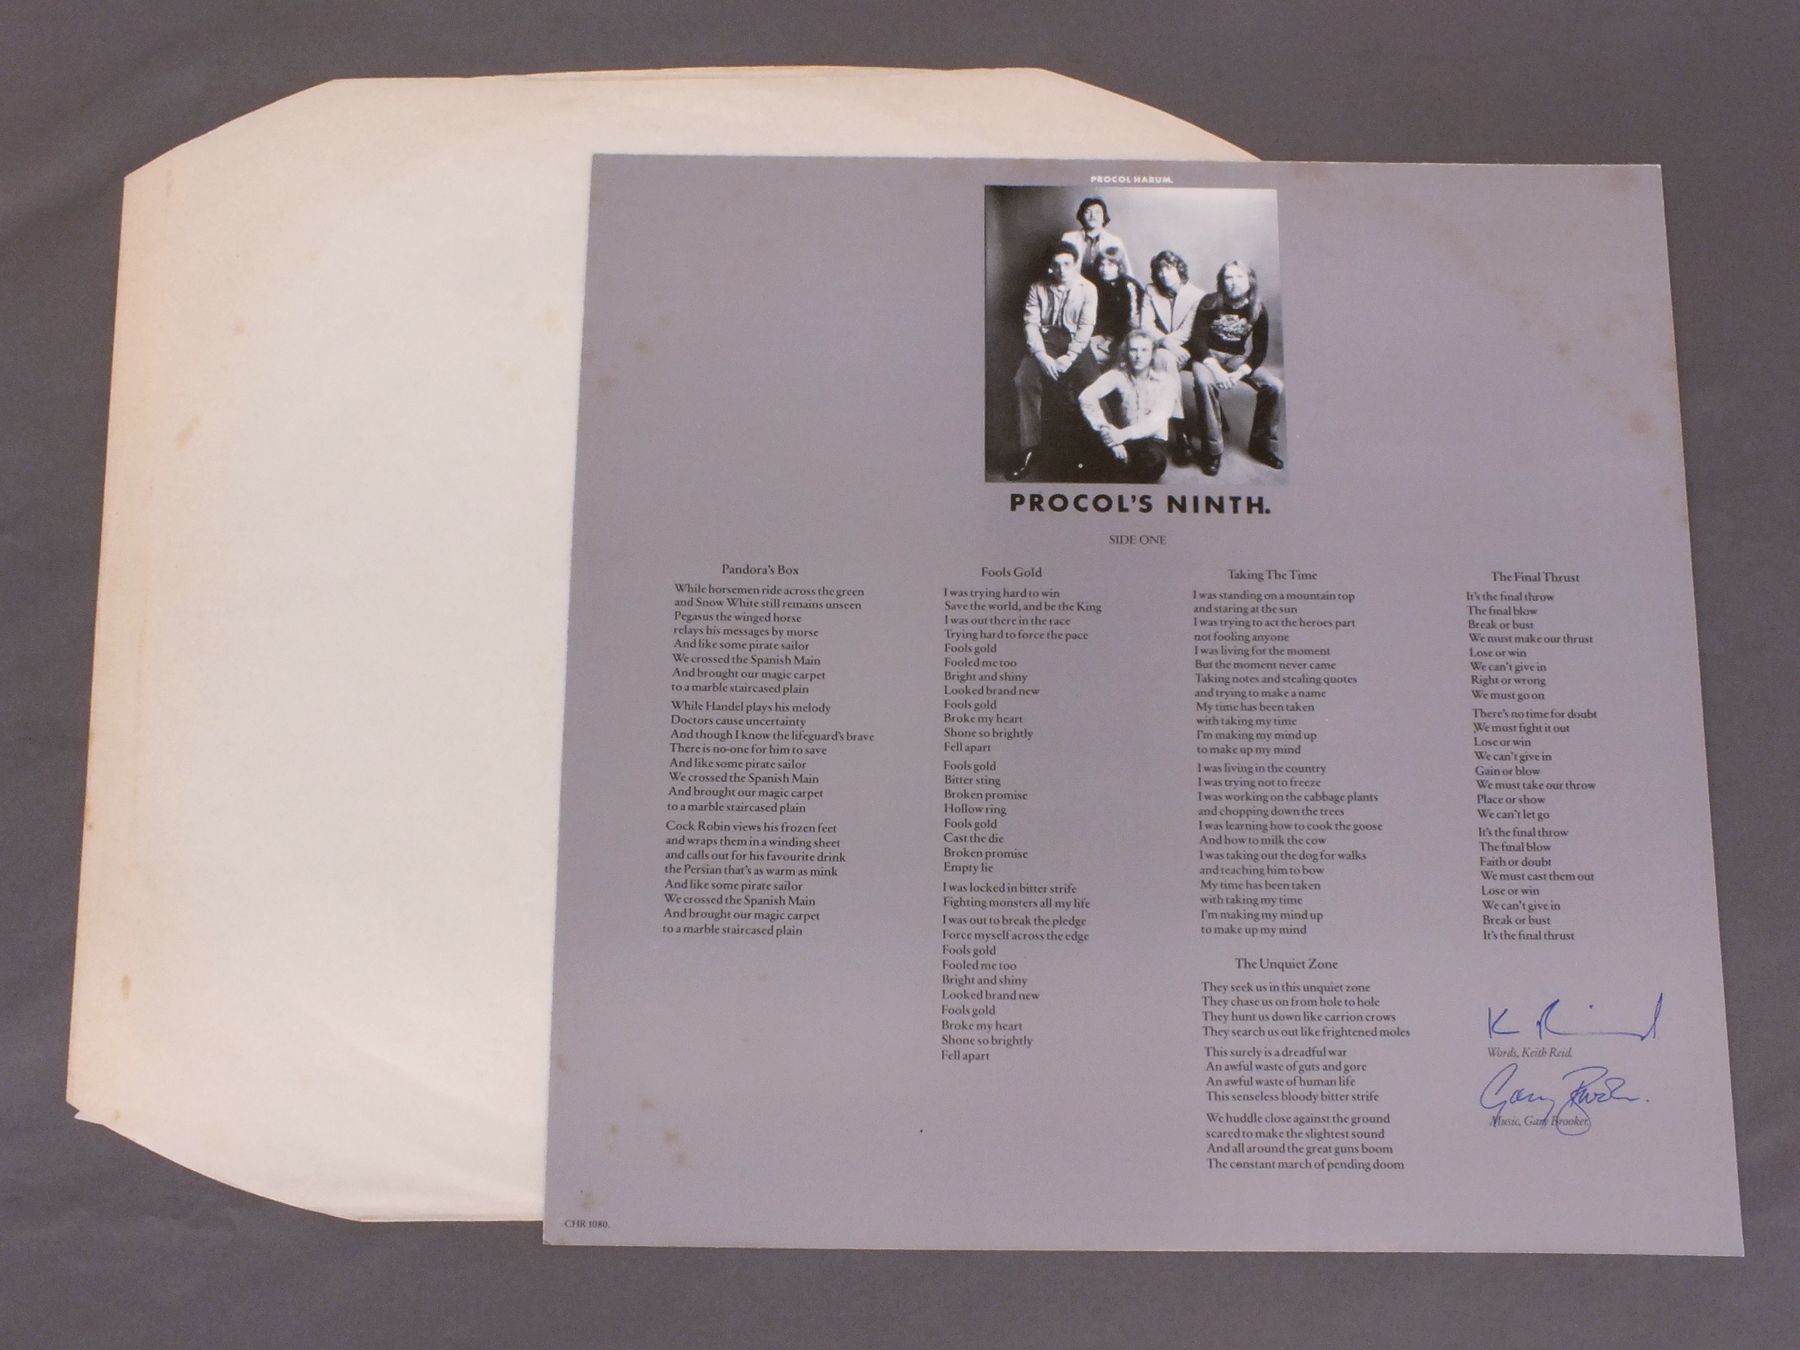 PROCOL HARUM.
PROCOL'S NINTH.
SIDE ONE
Pandora's Box
While horsemen ride across the green
and Snow White still remains unseen
Pegasus the winged horse
relays his messages by morse
And like some pirate sailor
We crossed the Spanish Main
And brought our magic carpet
to a marble staircased plain
While Handel plays his melody
Doctors cause uncertainty
And though I know the lifeguard's brave
There is no-one for him to save
And like some pirate sailor
We crossed the Spanish Main
And brought our magic carpet
to a marble staircased plain
Cock Robin views his frozen feet
and wraps them in a winding sheet
and calls out for his favourite drink
the Persian that's as warm as mink
And like some pirate sailor
We crossed the Spanish Main
And brought our magic carpet
to a marble staircased plain
Fools Gold
I was trying hard to win
Save the world, and be the King
I was out there in the race
Trying hard to force the pace
Fools gold
Fooled me too
Bright and shiny
Looked brand new
Fools gold
Broke my heart
Shone so brightly
Fell apart
Fools gold
Bitter sting
Broken promise
Hollow ring
Fools gold
Cast the die
Broken promise
Empty lie
I was locked in bitter strife
Fighting monsters all my life
I was out to break the pledge
Force myself across the edge
Fools gold
Fooled me too
Bright and shiny
Looked brand new
Fools gold
Broke my heart
Shone so brightly
Fell apart
Taking The Time
I was standing on a mountain top
and staring at the sun
I was trying to act the heroes part
not fooling anyone
I was living for the moment
But the moment never came
Taking notes and stealing quotes
and trying to make a name
My time has been taken
with taking my time
I'm making my mind up
to make up my mind
I was living in the country
I was trying not to freeze
I was working on the cabbage plants
and chopping down the trees
I was learning how to cook the goose
And how to milk the cow
I was taking out the dog for walks
and teaching him to bow
My time has been taken
with taking my time
I'm making my mind up
to make up my mind
The Unquiet Zone
They seek us in this unquiet zone
They chase us on from hole to hole
They hunt us down like carrion crows
They search us out like frightened moles
This surely is a dreadful war
An awful waste of guts and gore
An awful waste of human life
This senseless bloody bitter strife
We huddle close against the ground
scared to make the slightest sound
And all around the great guns boom
The constant march of pending doom
The Final Thrust
It's the final throw
The final blow
Break or bust
We must make our thrust
Lose or win
We can't give in
Right or wrong
We must go on
There's no time for doubt
We must fight it out
Lose or win
We can't give in
Gain or blow
We must take our throw
Place or show
We can't let go
It's the final throw
The final blow
Faith or doubt
We must cast them out
Lose or win
We can't give in
Break or bust
It's the final thrust
K Reid
Words, Keith Reid.
Gary Brooker.
Music, Gary Brooker.
CHR 1080.